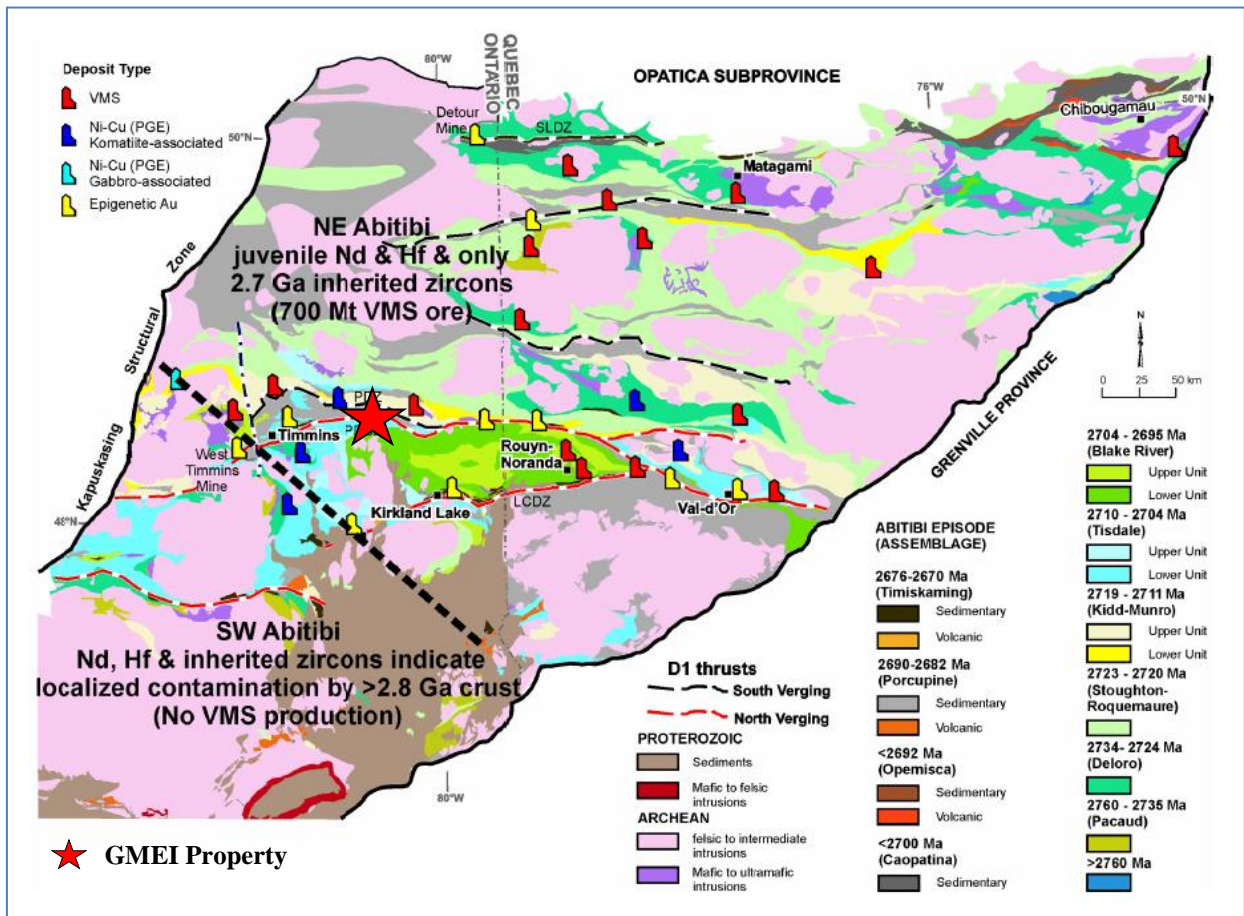 Deposit Type
VMS
Ni-Cu (PGE)
Komatiite-associated
Ni-Cu (PGE)
Gabbro-associated
Epigenetic Au
80°W
QUEBEC
ONTARIO
OPATICA SUBPROVINCE
76°W
50°N
Chibougamau
Detour
Mine
SLDZ
50°N
Matagami
NE Abitibi
juvenile Nd & Hf & only
2.7 Ga inherited zircons
(700 Mt VMS ore)
Kapuskasing
Structural
Zone
N
0 25 50 km
GRENVILLE PROVINCE
PDZ
Timmins
West
Timmins
Mine
Rouyn-
Noranda
Kirkland Lake
LCDZ
Val-d'Or
48°N
SW Abitibi
Nd, Hf & inherited zircons indicate
localized contamination by >2.8 Ga crust
(No VMS production)
80°W
D1 thrusts
South Verging
North Verging
PROTEROZOIC
Sediments
Mafic to felsic
intrusions
ARCHEAN
felsic to intermediate
intrusions
Mafic to ultramafic
intrusions
ABITIBI EPISODE
(ASSEMBLAGE)
2676-2670 Ma
(Timiskaming)
Sedimentary
Volcanic
2690-2682 Ma
(Porcupine)
Sedimentary
Volcanic
<2692 Ma
(Opemisca)
Sedimentary
Volcanic
<2700 Ma
(Caopatina)
Sedimentary
2704 - 2695 Ma
(Blake River)
Upper Unit
Lower Unit
2710 - 2704 Ma
(Tisdale)
Upper Unit
Lower Unit
2719 - 2711 Ma
(Kidd-Munro)
Upper Unit
Lower Unit
2723 - 2720 Ma
(Stoughton-
Roquemaure)
2734- 2724 Ma
(Deloro)
2760 - 2735 Ma
(Pacaud)
>2760 Ma
GMEI Property